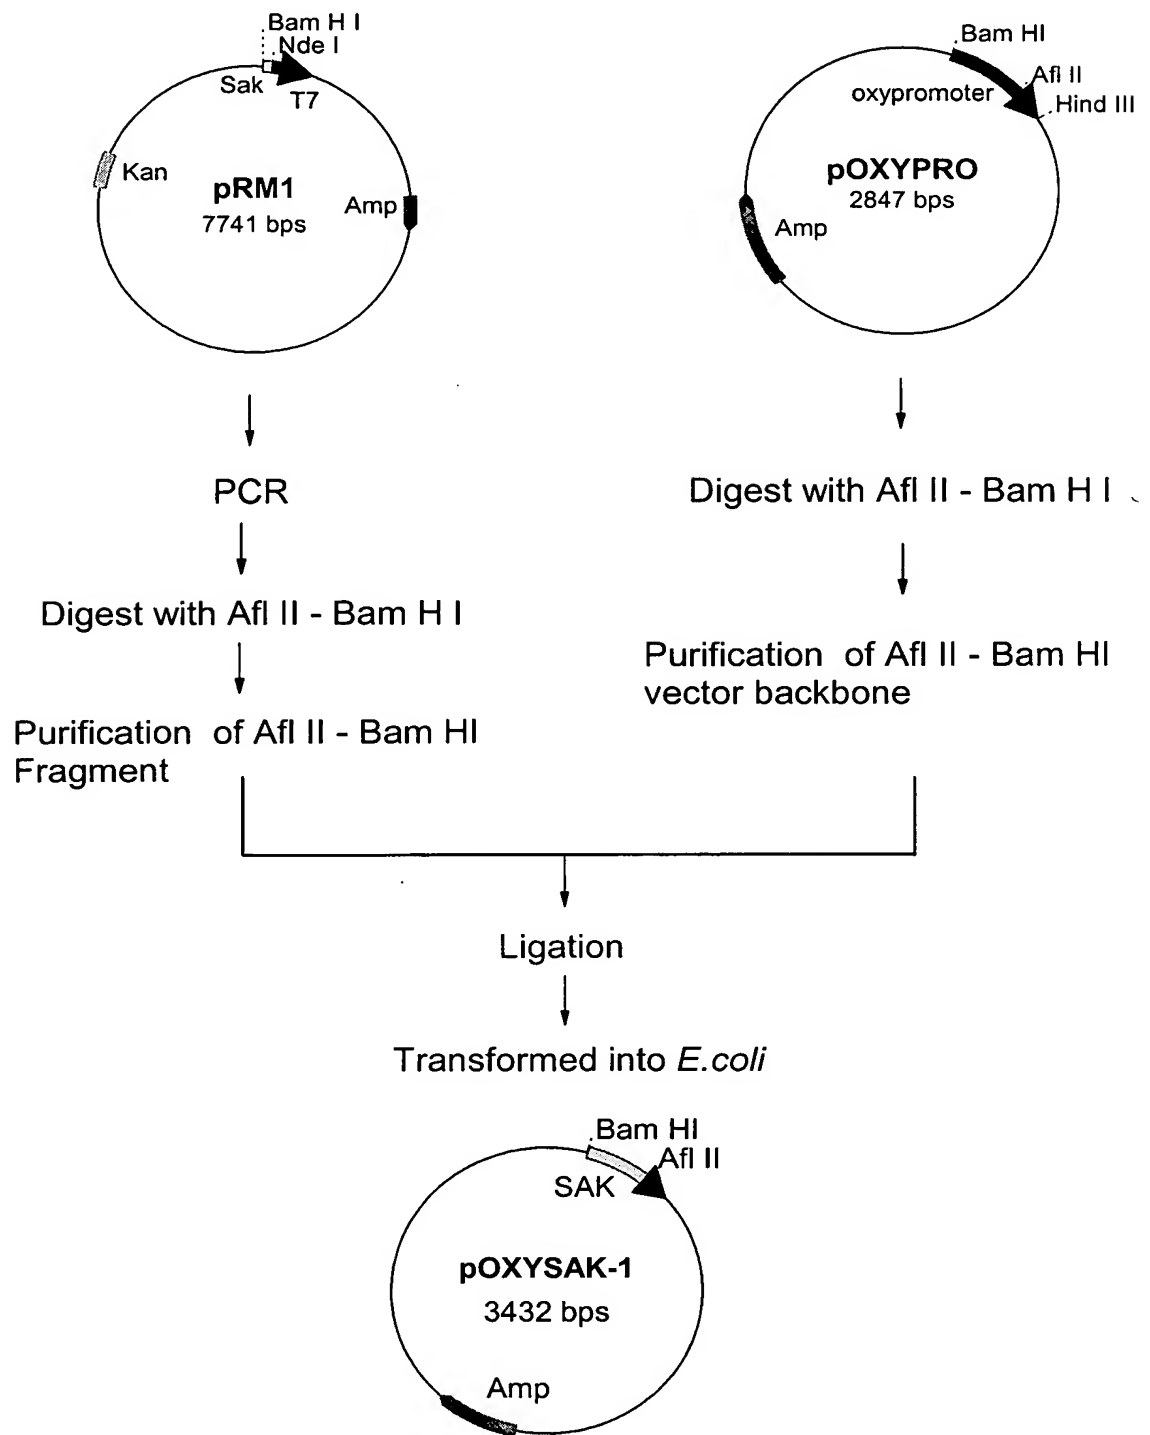 Bam H I
Nde I
Sak
T7
Kan
pRM1
7741 bps
Amp
Bam HI
Afl II
oxypromoter
Hind III
pOXYPRO
2847 bps
Amp
PCR
Digest with Afl II - Bam H I
Purification of Afl II - Bam HI
Fragment
Digest with Afl II - Bam H I
Purification of Afl II - Bam HI
vector backbone
Ligation
Transformed into E.coli
Bam HI
Afl II
SAK
pOXYSAK-1
3432 bps
Amp